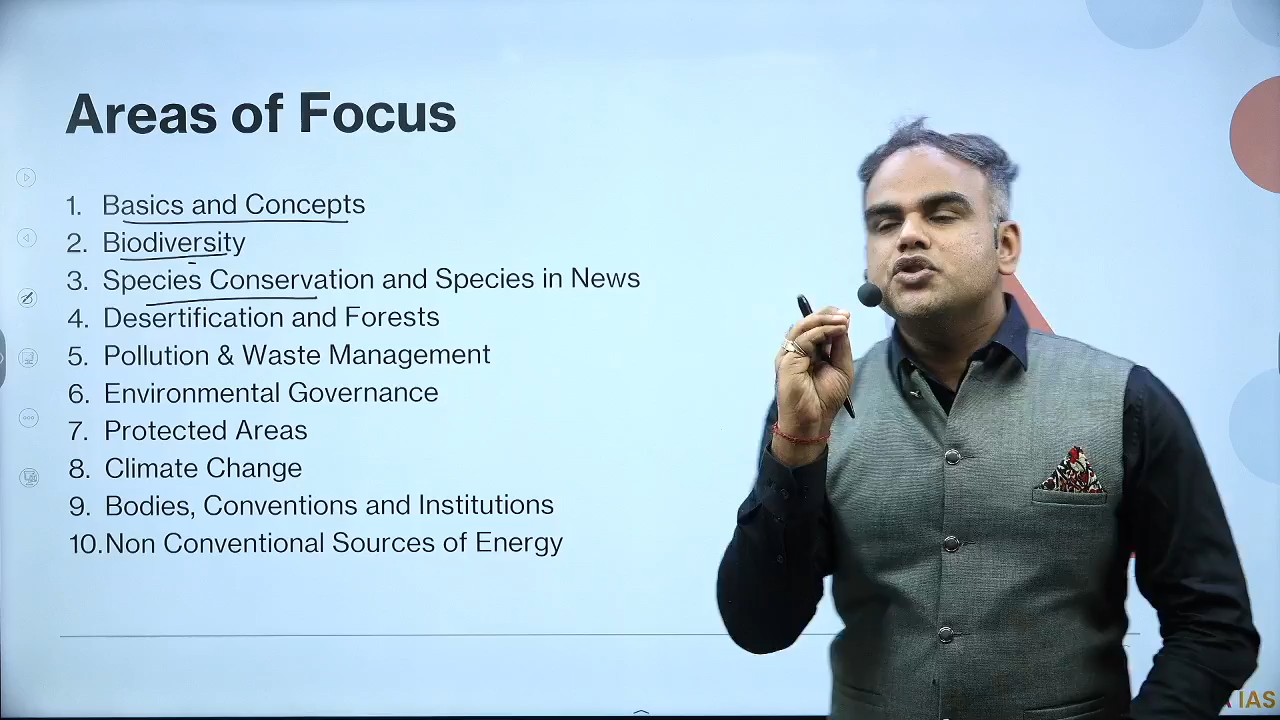 Areas of Focus
1. Basics and Concepts
2. Biodiversity
3. Species Conservation and Species in News
4. Desertification and Forests
5. Pollution & Waste Management
6. Environmental Governance
7. Protected Areas
8. Climate Change
9. Bodies, Conventions and Institutions
10. Non Conventional Sources of Energy
IAS